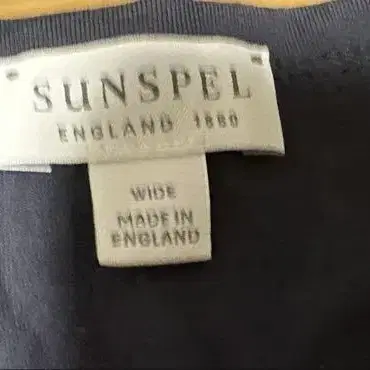 SUNSPEL
ENGLAND 1860
WIDE
MADE IN
ENGLAND